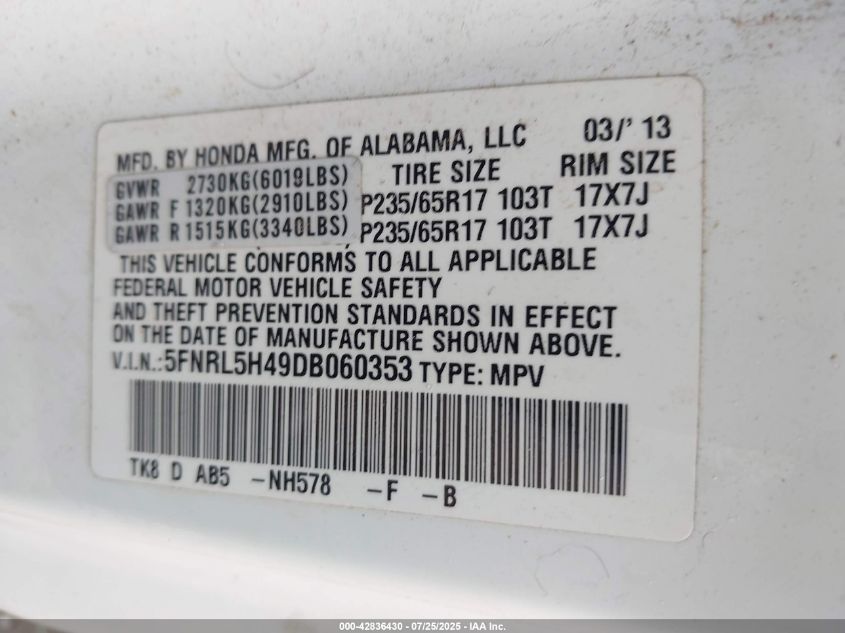 MFD. BY HONDA MFG. OF ALABAMA, LLC 03/' 13
GVWR 2730KG(6019LBS) TIRE SIZE RIM SIZE
GAWR F 1320KG(2910LBS) P235/65R17 103T 17X7J
GAWR R 1515KG(3340LBS) P235/65R17 103T 17X7J
THIS VEHICLE CONFORMS TO ALL APPLICABLE
FEDERAL MOTOR VEHICLE SAFETY
AND THEFT PREVENTION STANDARDS IN EFFECT
ON THE DATE OF MANUFACTURE SHOWN ABOVE.
V.I.N.:5FNRL5H49DB060353 TYPE: MPV
TK8 D AB5 -NH578 -F -B
000-42836430 - 07/25/2025 - IAA Inc.